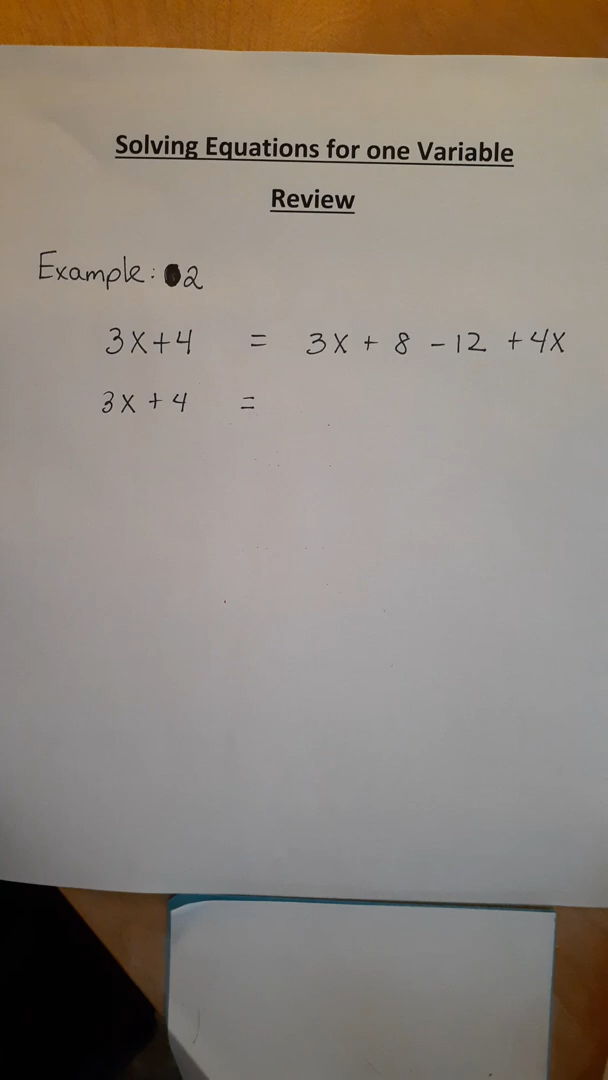 Solving Equations for one Variable
Review
Example: 2
3X+4 = 3X + 8 - 12 + 4X
3X + 4 =